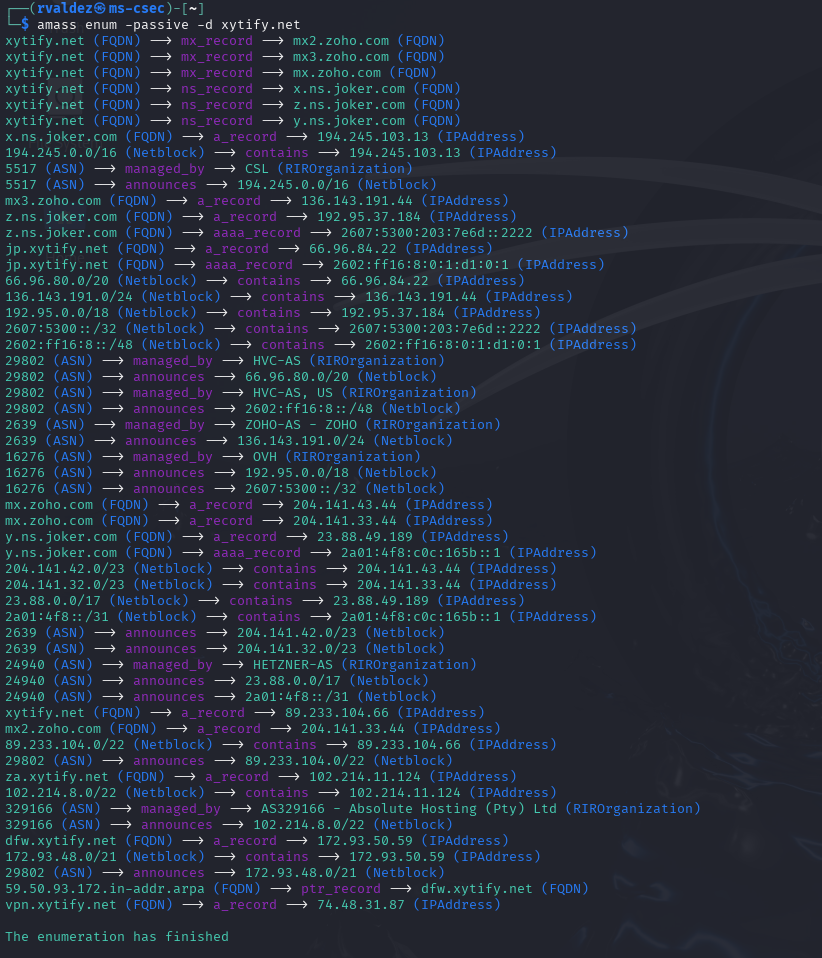 ┌──(rvaldez㉿ms-csec)-[~]
└─$ amass enum -passive -d xytify.net
xytify.net (FQDN) ⟶ mx_record ⟶ mx2.zoho.com (FQDN)
xytify.net (FQDN) ⟶ mx_record ⟶ mx3.zoho.com (FQDN)
xytify.net (FQDN) ⟶ mx_record ⟶ mx.zoho.com (FQDN)
xytify.net (FQDN) ⟶ ns_record ⟶ x.ns.joker.com (FQDN)
xytify.net (FQDN) ⟶ ns_record ⟶ z.ns.joker.com (FQDN)
xytify.net (FQDN) ⟶ ns_record ⟶ y.ns.joker.com (FQDN)
x.ns.joker.com (FQDN) ⟶ a_record ⟶ 194.245.103.13 (IPAddress)
194.245.0.0/16 (Netblock) ⟶ contains ⟶ 194.245.103.13 (IPAddress)
5517 (ASN) ⟶ managed_by ⟶ CSL (RIROrganization)
5517 (ASN) ⟶ announces ⟶ 194.245.0.0/16 (Netblock)
mx3.zoho.com (FQDN) ⟶ a_record ⟶ 136.143.191.44 (IPAddress)
z.ns.joker.com (FQDN) ⟶ a_record ⟶ 192.95.37.184 (IPAddress)
z.ns.joker.com (FQDN) ⟶ aaaa_record ⟶ 2607:5300:203:7e6d::2222 (IPAddress)
jp.xytify.net (FQDN) ⟶ a_record ⟶ 66.96.84.22 (IPAddress)
jp.xytify.net (FQDN) ⟶ aaaa_record ⟶ 2602:ff16:8:0:1:d1:0:1 (IPAddress)
66.96.80.0/20 (Netblock) ⟶ contains ⟶ 66.96.84.22 (IPAddress)
136.143.191.0/24 (Netblock) ⟶ contains ⟶ 136.143.191.44 (IPAddress)
192.95.0.0/18 (Netblock) ⟶ contains ⟶ 192.95.37.184 (IPAddress)
2607:5300::/32 (Netblock) ⟶ contains ⟶ 2607:5300:203:7e6d::2222 (IPAddress)
2602:ff16:8::/48 (Netblock) ⟶ contains ⟶ 2602:ff16:8:0:1:d1:0:1 (IPAddress)
29802 (ASN) ⟶ managed_by ⟶ HVC-AS (RIROrganization)
29802 (ASN) ⟶ announces ⟶ 66.96.80.0/20 (Netblock)
29802 (ASN) ⟶ managed_by ⟶ HVC-AS, US (RIROrganization)
29802 (ASN) ⟶ announces ⟶ 2602:ff16:8::/48 (Netblock)
2639 (ASN) ⟶ managed_by ⟶ ZOHO-AS - ZOHO (RIROrganization)
2639 (ASN) ⟶ announces ⟶ 136.143.191.0/24 (Netblock)
16276 (ASN) ⟶ managed_by ⟶ OVH (RIROrganization)
16276 (ASN) ⟶ announces ⟶ 192.95.0.0/18 (Netblock)
16276 (ASN) ⟶ announces ⟶ 2607:5300::/32 (Netblock)
mx.zoho.com (FQDN) ⟶ a_record ⟶ 204.141.43.44 (IPAddress)
mx.zoho.com (FQDN) ⟶ a_record ⟶ 204.141.33.44 (IPAddress)
y.ns.joker.com (FQDN) ⟶ a_record ⟶ 23.88.49.189 (IPAddress)
y.ns.joker.com (FQDN) ⟶ aaaa_record ⟶ 2a01:4f8:c0c:165b::1 (IPAddress)
204.141.42.0/23 (Netblock) ⟶ contains ⟶ 204.141.43.44 (IPAddress)
204.141.32.0/23 (Netblock) ⟶ contains ⟶ 204.141.33.44 (IPAddress)
23.88.0.0/17 (Netblock) ⟶ contains ⟶ 23.88.49.189 (IPAddress)
2a01:4f8::/31 (Netblock) ⟶ contains ⟶ 2a01:4f8:c0c:165b::1 (IPAddress)
2639 (ASN) ⟶ announces ⟶ 204.141.42.0/23 (Netblock)
2639 (ASN) ⟶ announces ⟶ 204.141.32.0/23 (Netblock)
24940 (ASN) ⟶ managed_by ⟶ HETZNER-AS (RIROrganization)
24940 (ASN) ⟶ announces ⟶ 23.88.0.0/17 (Netblock)
24940 (ASN) ⟶ announces ⟶ 2a01:4f8::/31 (Netblock)
xytify.net (FQDN) ⟶ a_record ⟶ 89.233.104.66 (IPAddress)
mx2.zoho.com (FQDN) ⟶ a_record ⟶ 204.141.33.44 (IPAddress)
89.233.104.0/22 (Netblock) ⟶ contains ⟶ 89.233.104.66 (IPAddress)
29802 (ASN) ⟶ announces ⟶ 89.233.104.0/22 (Netblock)
za.xytify.net (FQDN) ⟶ a_record ⟶ 102.214.11.124 (IPAddress)
102.214.8.0/22 (Netblock) ⟶ contains ⟶ 102.214.11.124 (IPAddress)
329166 (ASN) ⟶ managed_by ⟶ AS329166 - Absolute Hosting (Pty) Ltd (RIROrganization)
329166 (ASN) ⟶ announces ⟶ 102.214.8.0/22 (Netblock)
dfw.xytify.net (FQDN) ⟶ a_record ⟶ 172.93.50.59 (IPAddress)
172.93.48.0/21 (Netblock) ⟶ contains ⟶ 172.93.50.59 (IPAddress)
29802 (ASN) ⟶ announces ⟶ 172.93.48.0/21 (Netblock)
59.50.93.172.in-addr.arpa (FQDN) ⟶ ptr_record ⟶ dfw.xytify.net (FQDN)
vpn.xytify.net (FQDN) ⟶ a_record ⟶ 74.48.31.87 (IPAddress)

The enumeration has finished